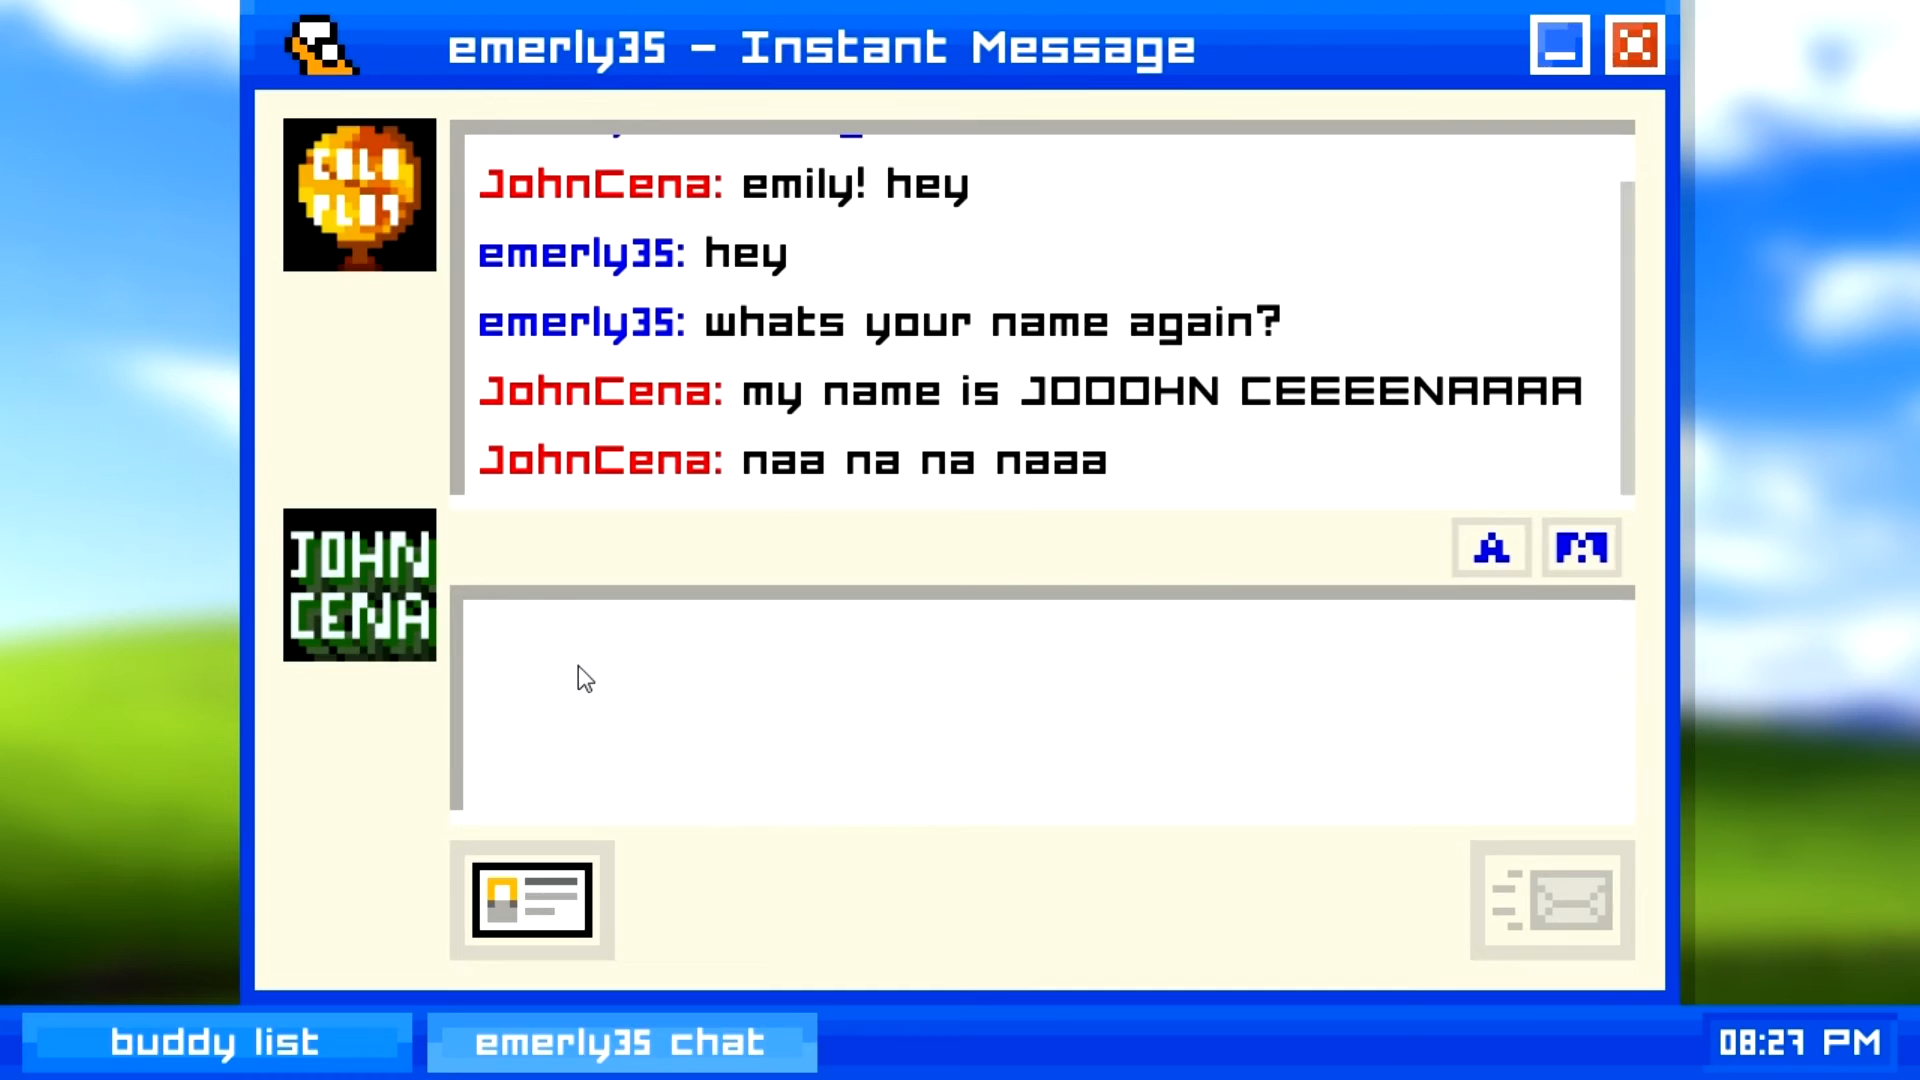 emerly35 - Instant Message
COLD
PLAY
JohnCena: emily! hey
emerly35: hey
emerly35: whats your name again?
JohnCena: my name is JOOOHN CEEEENAAAA
JohnCena: naa na na naaa
JOHN
CENA
A
buddy list
emerly35 chat
08:27 PM